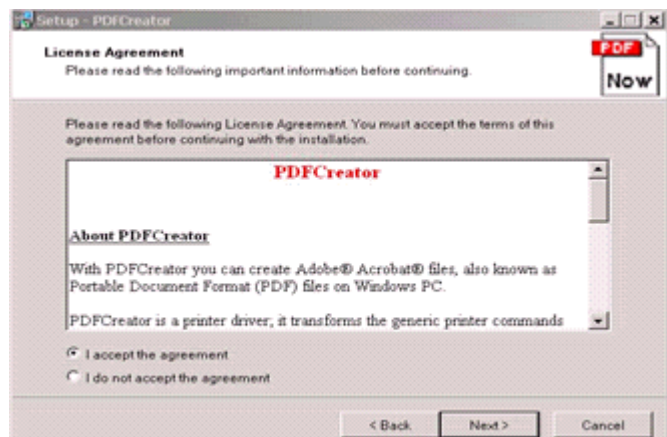 Setup - PDFCreator
License Agreement
Please read the following important information before continuing.
PDF
Now
Please read the following License Agreement. You must accept the terms of this
agreement before continuing with the installation.
PDFCreator
About PDFCreator
With PDFCreator you can create Adobe® Acrobat® files, also known as
Portable Document Format (PDF) files on Windows PC.
PDFCreator is a printer driver; it transforms the generic printer commands
I accept the agreement
I do not accept the agreement
< Back
Next >
Cancel